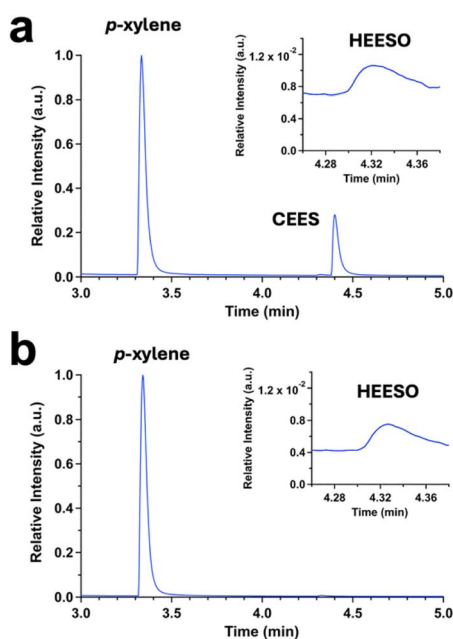 a
p-xylene
HEESO
Relative Intensity (a.u.)
1.2 x 10-2
0.8
0.4
0.0
4.28 4.32 4.36
Time (min)
CEES
Relative Intensity (a.u.)
1.0
0.8
0.6
0.4
0.2
0.0
3.0 3.5 4.0 4.5 5.0
Time (min)
b
p-xylene
HEESO
Relative Intensity (a.u.)
1.2 x 10-2
0.8
0.4
0.0
4.28 4.32 4.36
Time (min)
Relative Intensity (a.u.)
1.0
0.8
0.6
0.4
0.2
0.0
3.0 3.5 4.0 4.5 5.0
Time (min)